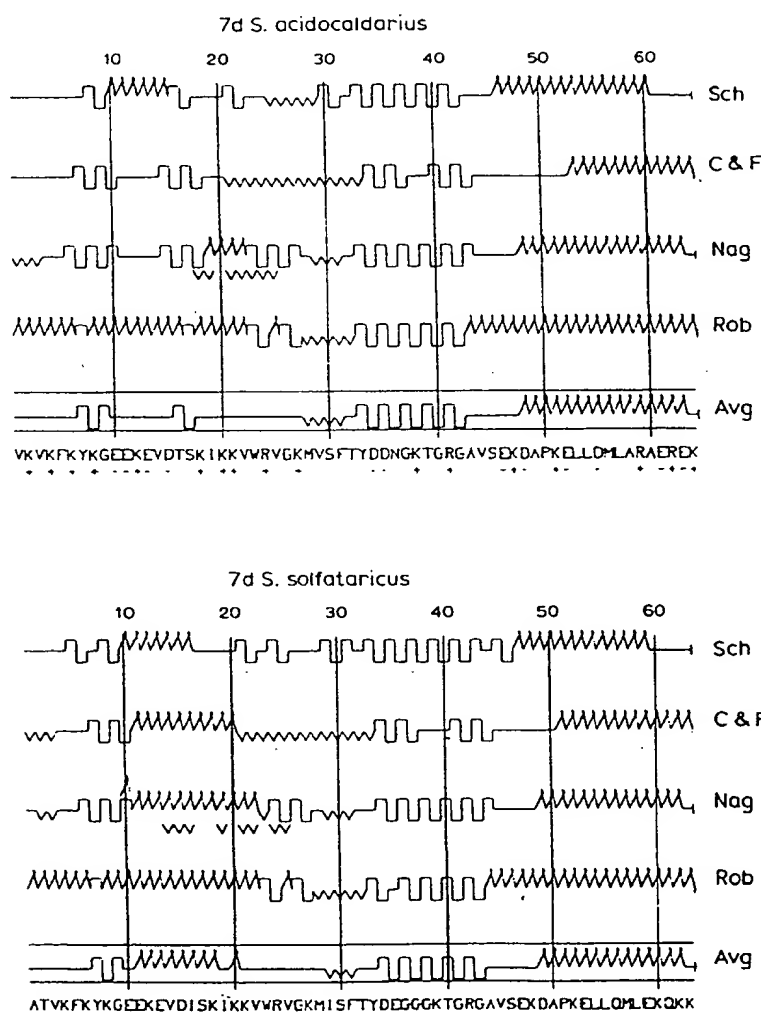 7d S. acidocaldarius
10 20 30 40 50 60
Sch
C & F
Nag
Rob
Avg
VKVKFKYKGEEKEVDTSKIKKVWRVGKMVSFTYDDNGKTGRGAVSEKDAPKELLDMLARAEREK
7d S. solfataricus
10 20 30 40 50 60
Sch
C & F
Nag
Rob
Avg
ATVKFKYKGEEKEVDISKIKKVWRVGKMISFTYDEGGGKTGRGAVSEKDAPKELLQMLEKQKK